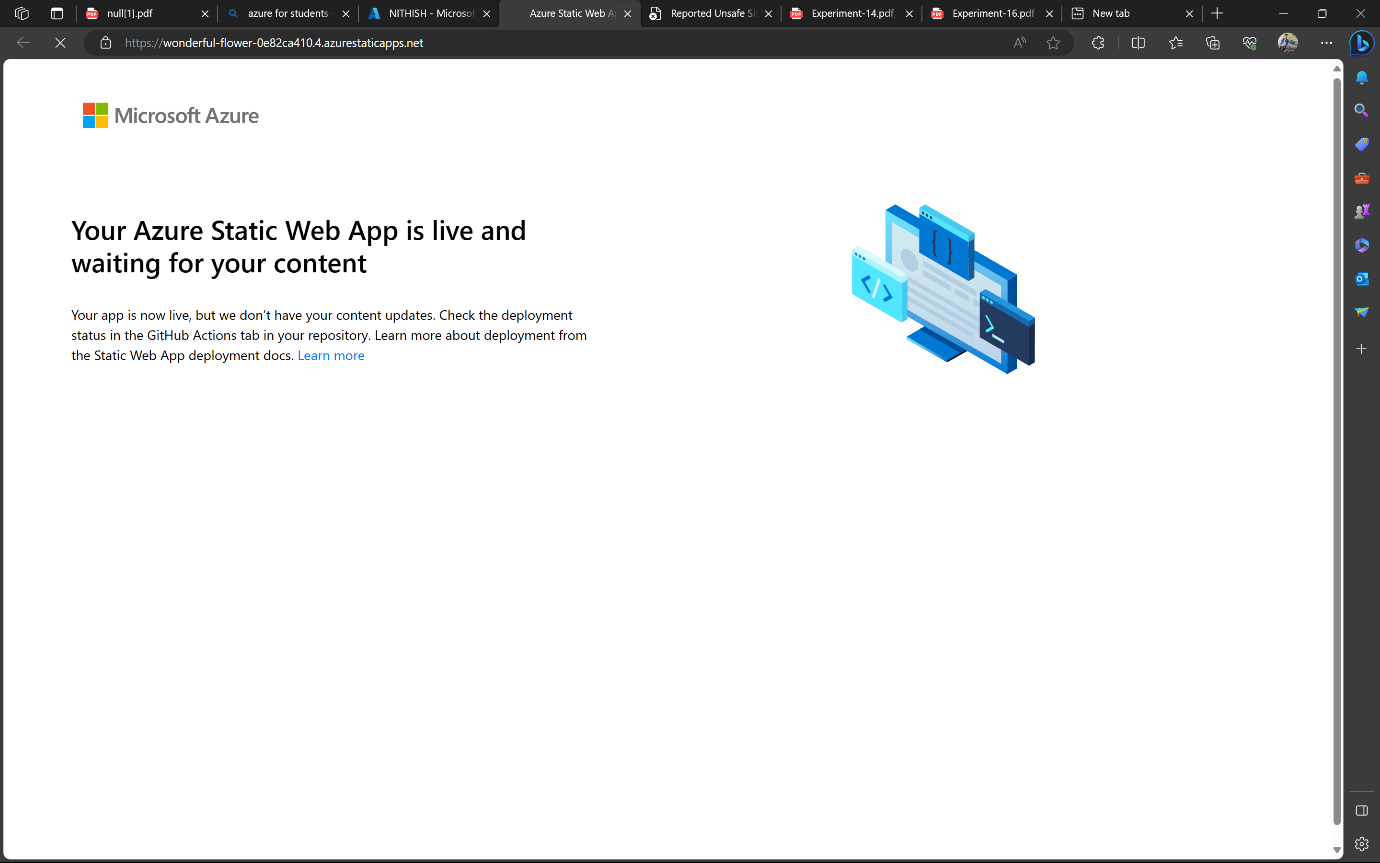 null[1].pdf
azure for students -
NITHISH - Microsof
Azure Static Web A
Reported Unsafe Si
Experiment-14.pdf,
Experiment-16.pdf,
New tab
https://wonderful-flower-0e82ca410.4.azurestaticapps.net
Microsoft Azure
Your Azure Static Web App is live and
waiting for your content
Your app is now live, but we don’t have your content updates. Check the deployment
status in the GitHub Actions tab in your repository. Learn more about deployment from
the Static Web App deployment docs. Learn more